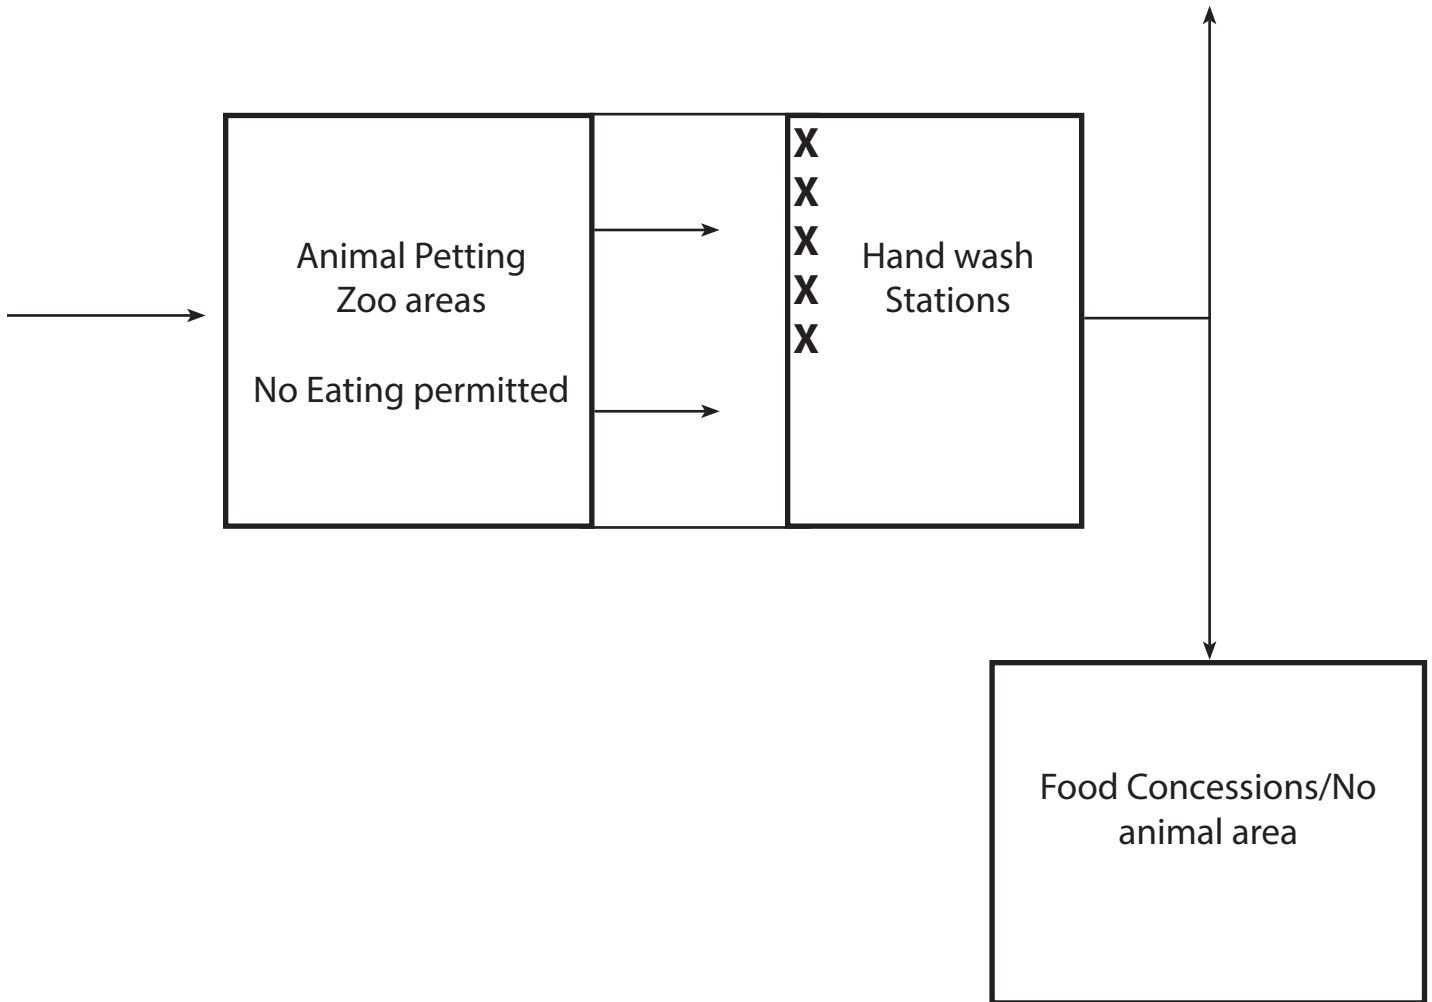 Animal Petting
Zoo areas
No Eating permitted
X
X
X
X
X
Hand wash
Stations
Food Concessions/No
animal area